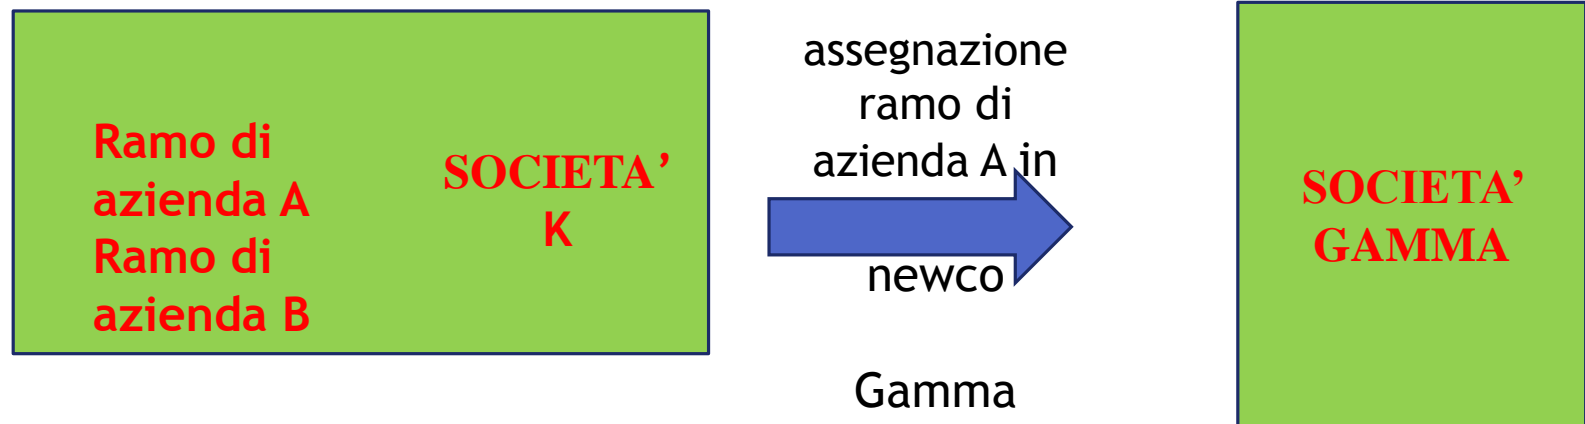 Ramo di
azienda A
Ramo di
azienda B
SOCIETA’
K
assegnazione
ramo di
azienda A in
newco
Gamma
SOCIETA’
GAMMA